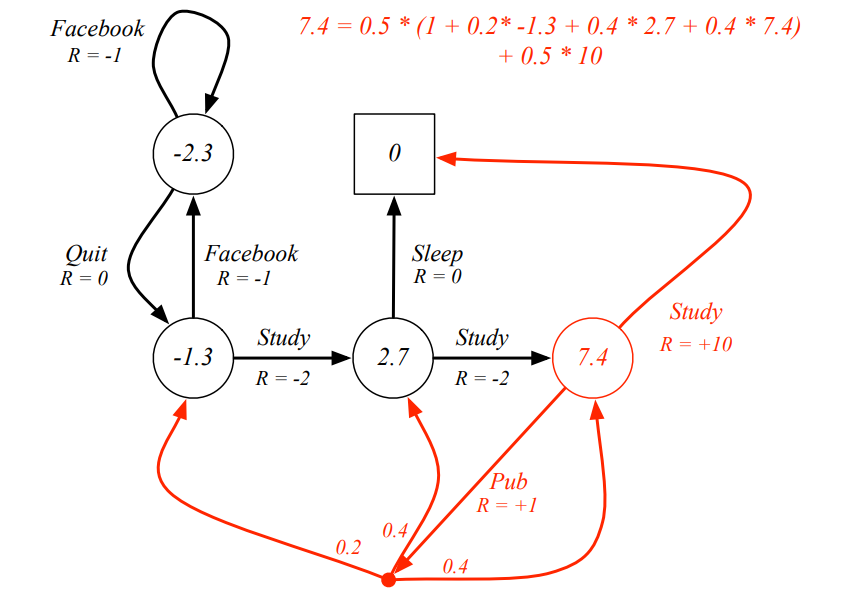 Facebook
R = -1
7.4 = 0.5 * (1 + 0.2* -1.3 + 0.4 * 2.7 + 0.4 * 7.4)
+ 0.5 * 10
-2.3
0
Quit
R = 0
Facebook
R = -1
Sleep
R = 0
-1.3
Study
R = -2
2.7
Study
R = -2
7.4
Study
R = +10
Pub
R = +1
0.2
0.4
0.4